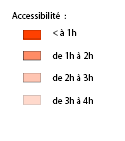 Accessibilité :
< à 1h
de 1h à 2h
de 2h à 3h
de 3h à 4h